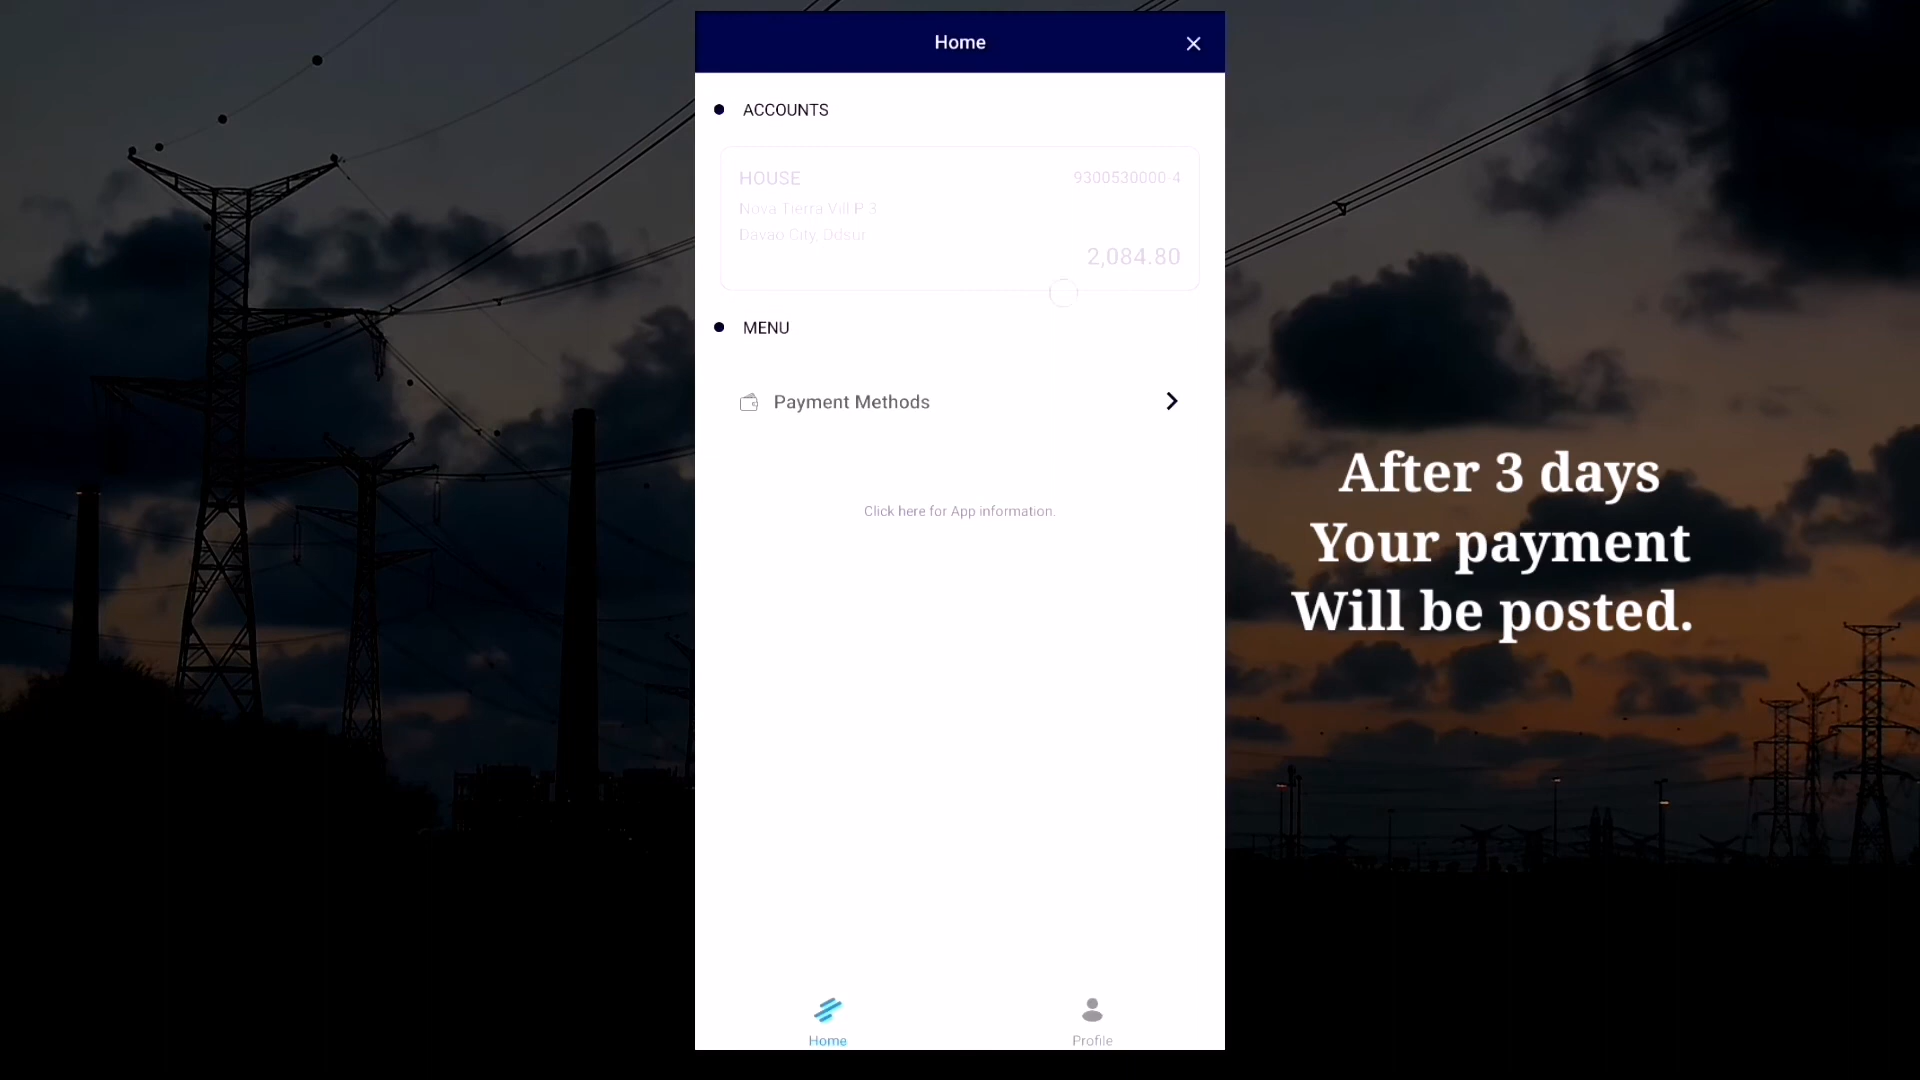 Home
ACCOUNTS
HOUSE
9300530000-4
Nova Tierra Vill P 3
Davao City, Ddsur
2,084.80
MENU
Payment Methods
Click here for App information.
Home
Profile
After 3 days
Your payment
Will be posted.